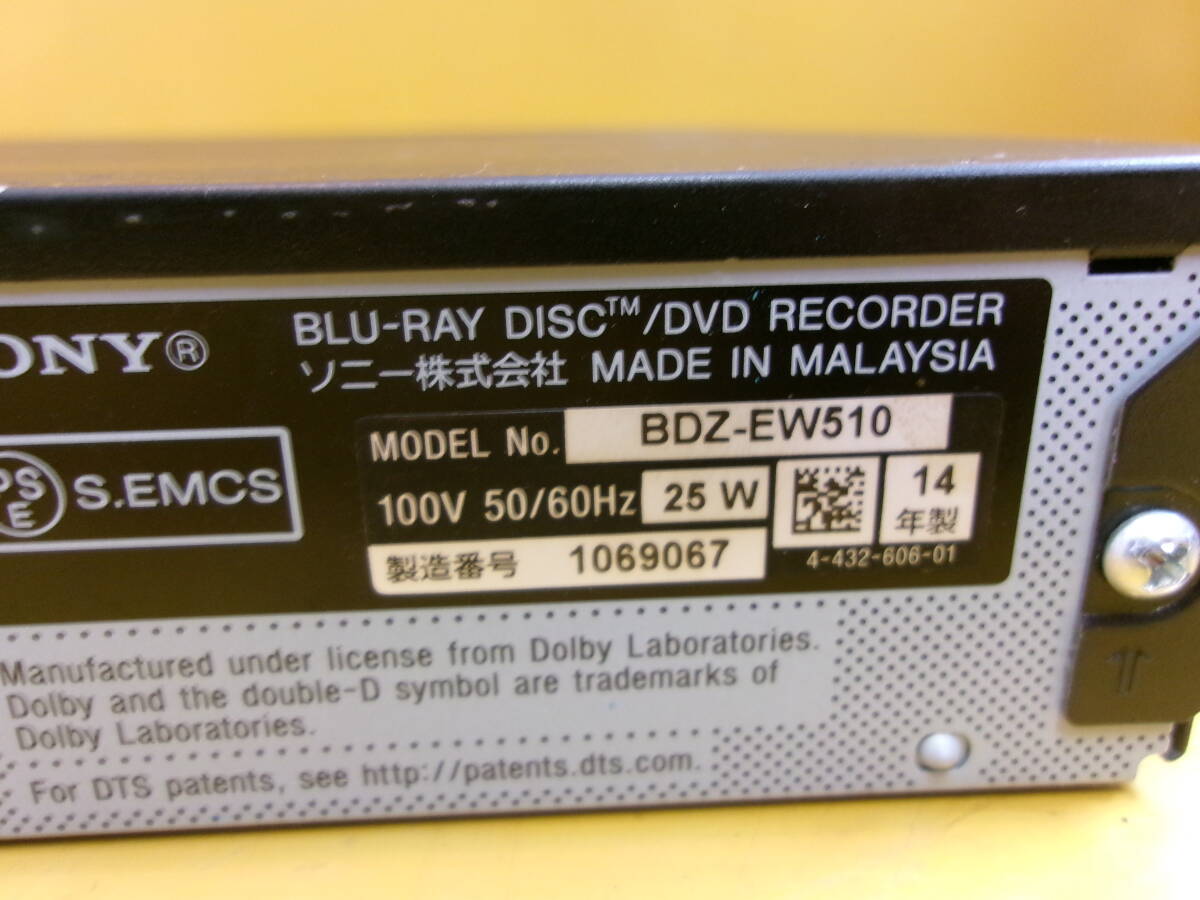 SONY® BLU-RAY DISC™/DVD RECORDER
ソニー株式会社 MADE IN MALAYSIA
MODEL No. BDZ-EW510
PSE S.EMCS
100V 50/60Hz 25 W
14
年製
製造番号 1069067
4-432-606-01
Manufactured under license from Dolby Laboratories.
Dolby and the double-D symbol are trademarks of
Dolby Laboratories.
For DTS patents, see http://patents.dts.com.